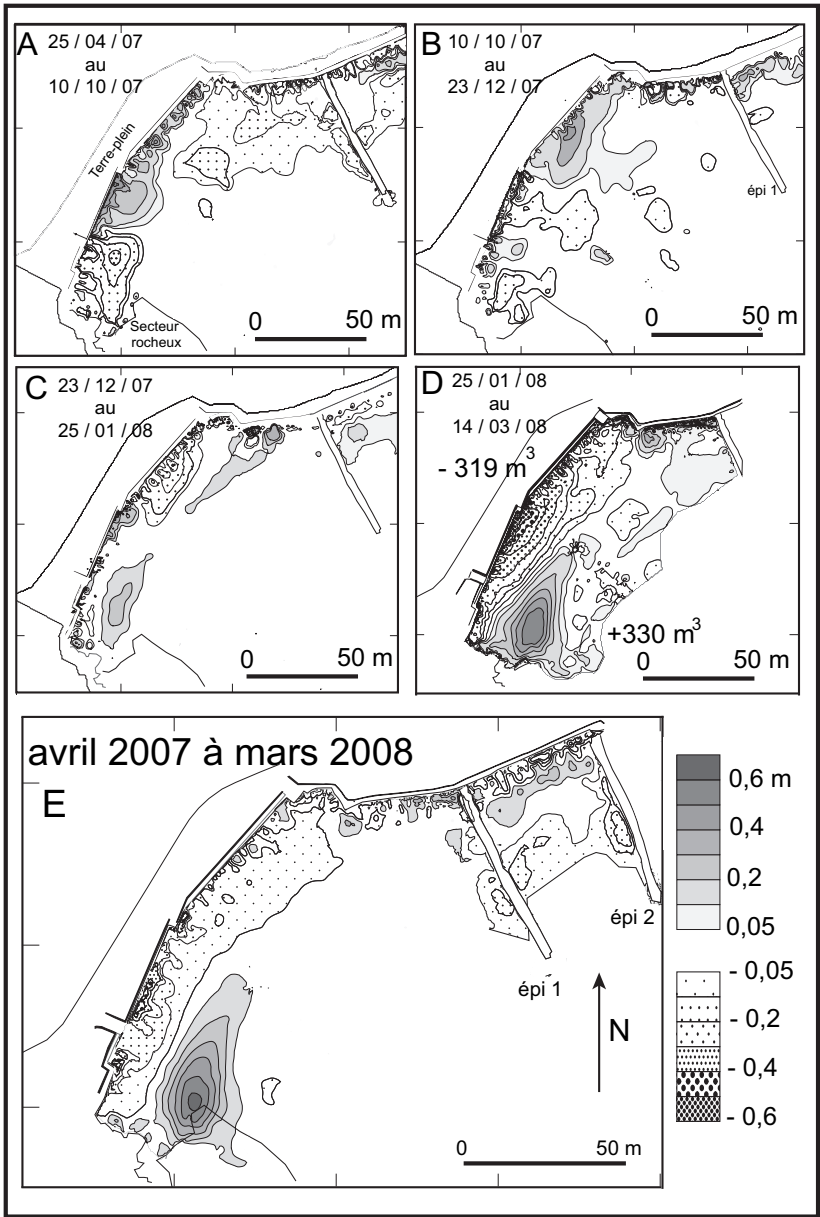 A
25 / 04 / 07
au
10 / 10 / 07
Terre-plein
Secteur
rocheux
0 50 m
B
10 / 10 / 07
au
23 / 12 / 07
épi 1
0 50 m
C
23 / 12 / 07
au
25 / 01 / 08
0 50 m
D
25 / 01 / 08
au
14 / 03 / 08
- 319 m³
+330 m³
0 50 m
avril 2007 à mars 2008
E
épi 2
épi 1
N
0 50 m
0,6 m
0,4
0,2
0,05
- 0,05
- 0,2
- 0,4
- 0,6